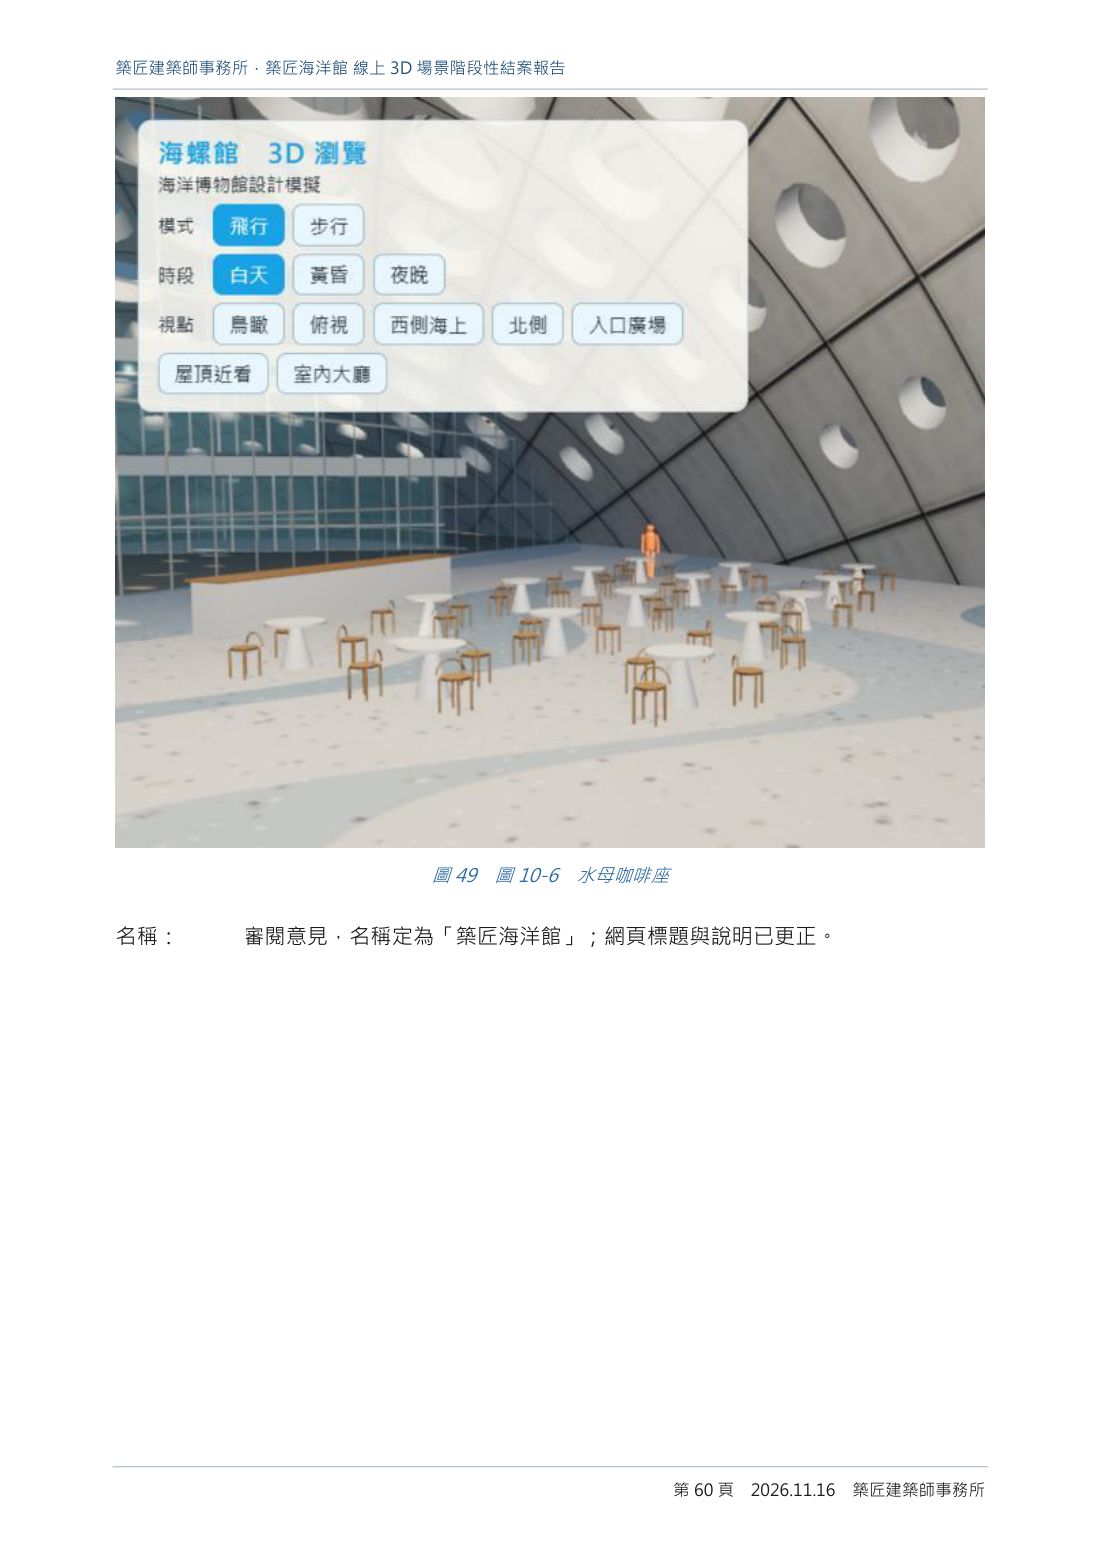 築匠建築師事務所．築匠海洋館 線上 3D 場景階段性結案報告
海螺館　3D 瀏覽
海洋博物館設計模擬
模式 飛行 步行
時段 白天 黃昏 夜晚
視點 鳥瞰 俯視 西側海上 北側 入口廣場
屋頂近看 室內大廳
圖 49　圖 10-6　水母咖啡座
名稱： 審閱意見，名稱定為「築匠海洋館」；網頁標題與說明已更正。
第 60 頁　2026.11.16　築匠建築師事務所